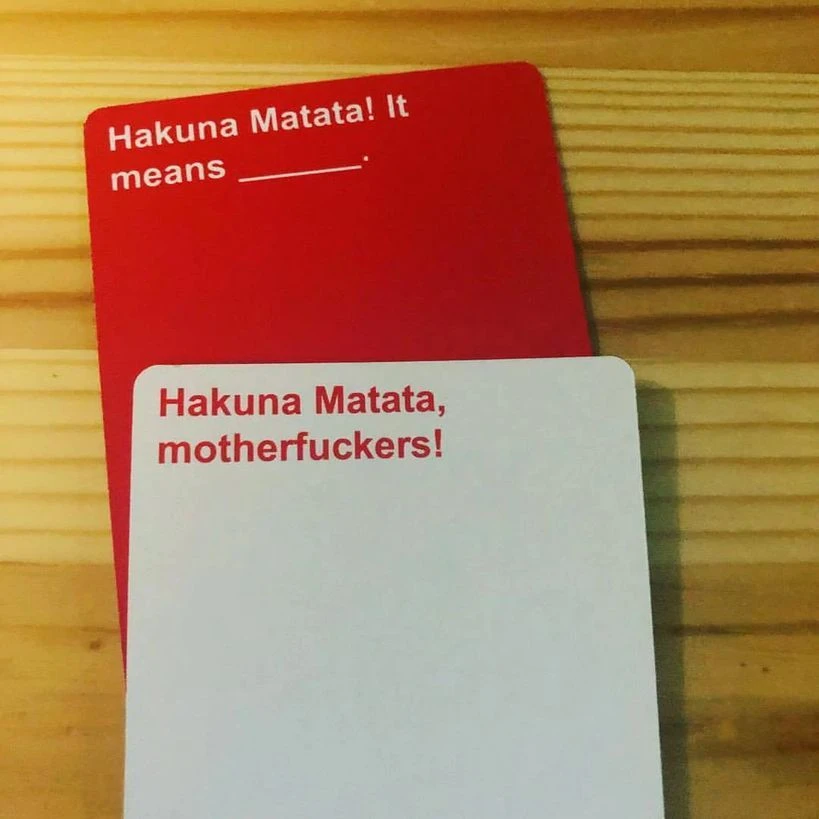 Hakuna Matata! It
means ______.
Hakuna Matata,
motherfuckers!